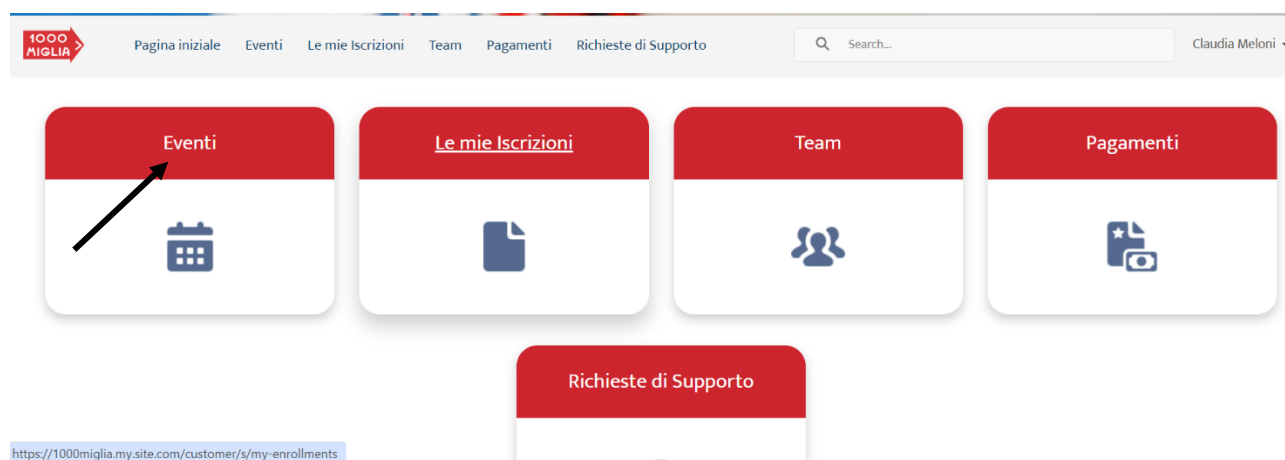 1000
MIGLIA
Pagina iniziale Eventi Le mie Iscrizioni Team Pagamenti Richieste di Supporto Search... Claudia Meloni
Eventi Le mie Iscrizioni Team Pagamenti
Richieste di Supporto
https://1000miglia.my.site.com/customer/s/my-enrollments